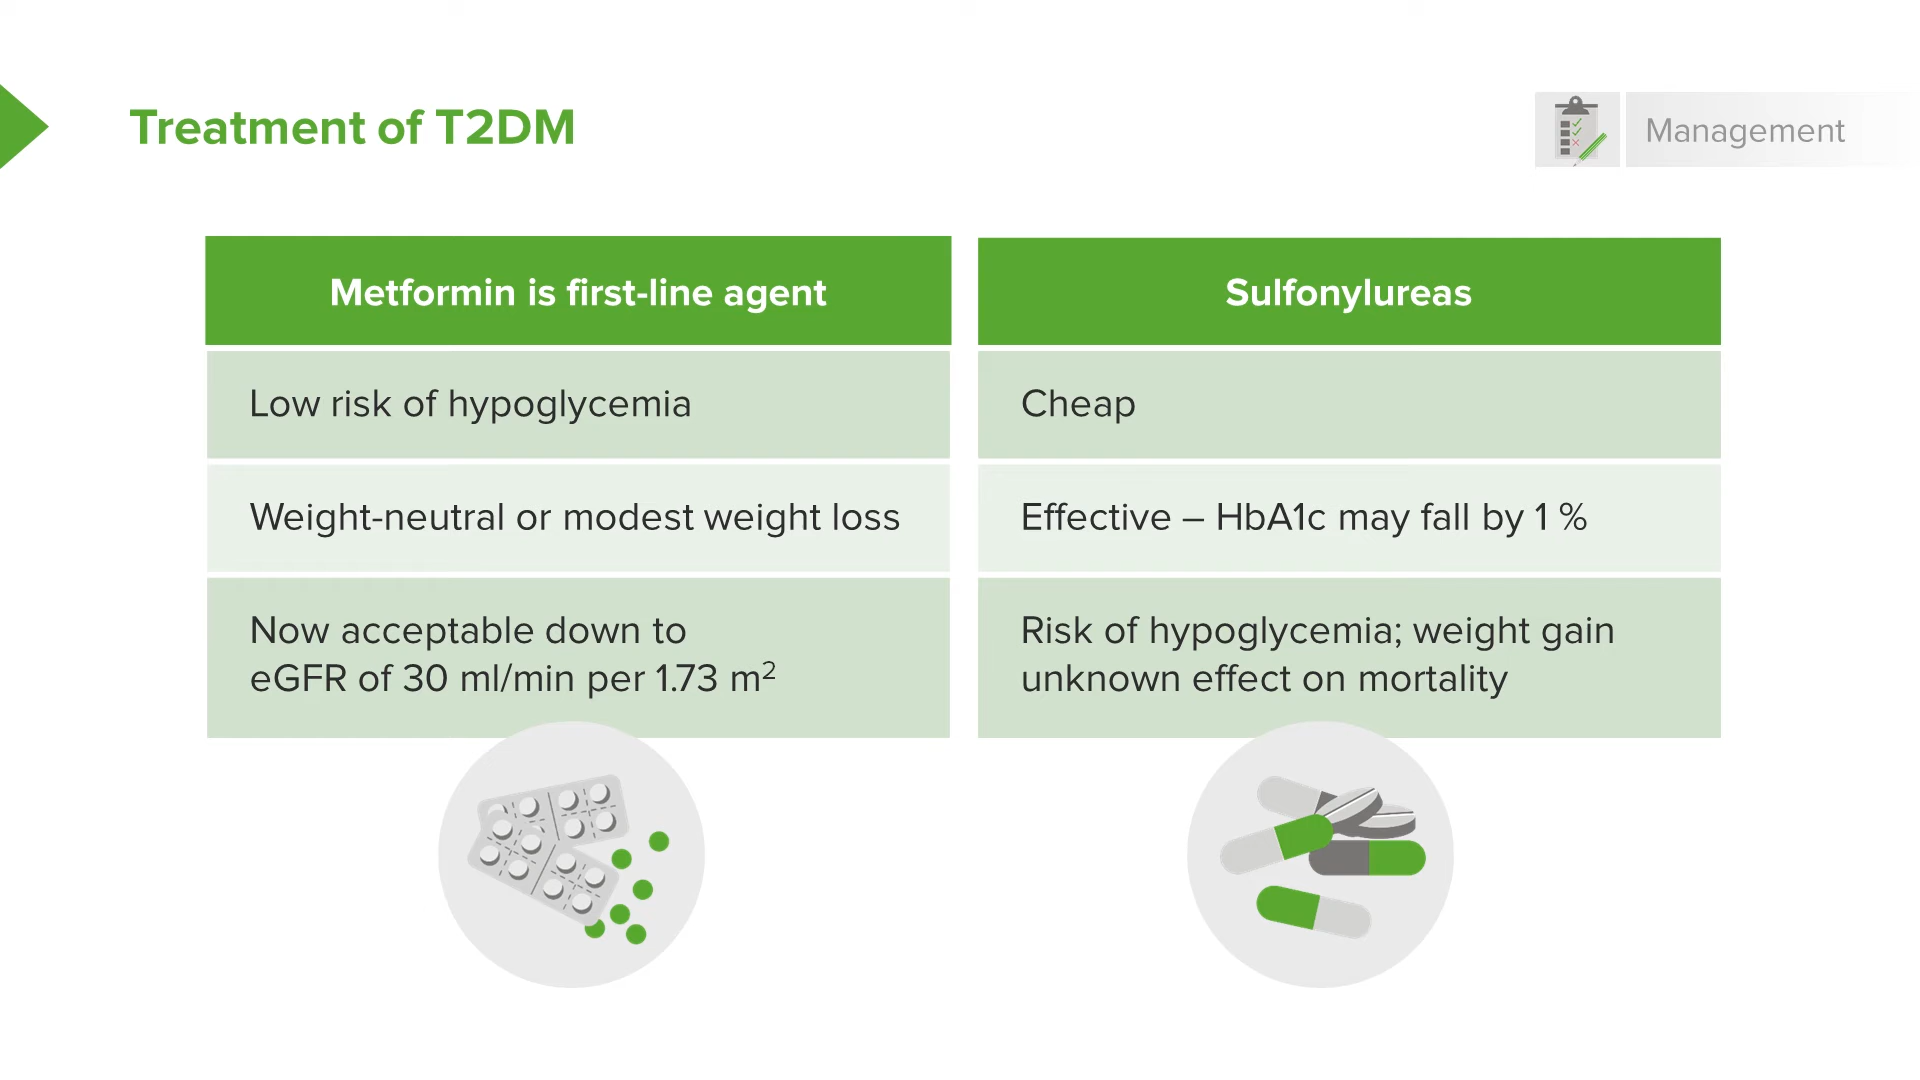 Treatment of T2DM
Management
Metformin is first-line agent
Low risk of hypoglycemia
Weight-neutral or modest weight loss
Now acceptable down to
eGFR of 30 ml/min per 1.73 m²
Sulfonylureas
Cheap
Effective – HbA1c may fall by 1 %
Risk of hypoglycemia; weight gain
unknown effect on mortality